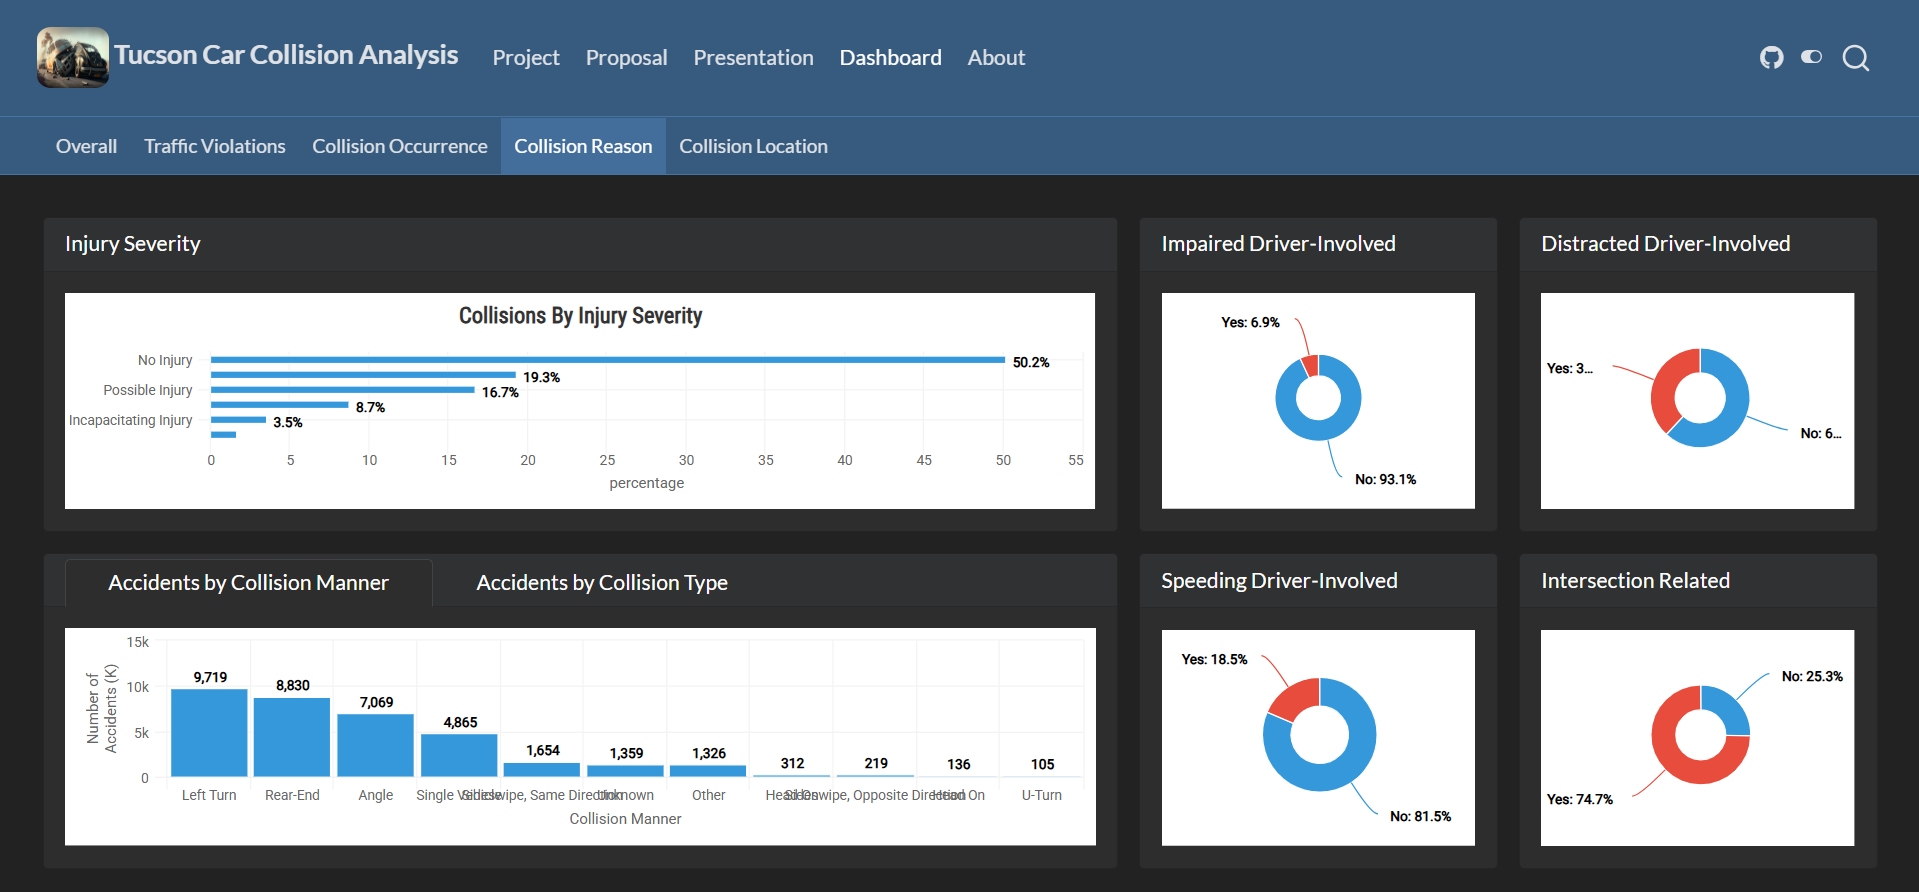 Tucson Car Collision Analysis Project Proposal Presentation Dashboard About
Overall Traffic Violations Collision Occurrence Collision Reason Collision Location
Injury Severity
Collisions By Injury Severity
No Injury 50.2%
19.3%
Possible Injury 16.7%
8.7%
Incapacitating Injury 3.5%
0 5 10 15 20 25 30 35 40 45 50 55
percentage
Impaired Driver-Involved
Yes: 6.9%
No: 93.1%
Distracted Driver-Involved
Yes: 3...
No: 6...
Accidents by Collision Manner Accidents by Collision Type
Number of
Accidents (K)
15k
10k
5k
0
9,719 8,830 7,069 4,865 1,654 1,359 1,326 312 219 136 105
Left Turn Rear-End Angle Single Vehicle Sideswipe, Same Direction Unknown Other Head On Sideswipe, Opposite Direction U-Turn
Collision Manner
Speeding Driver-Involved
Yes: 18.5%
No: 81.5%
Intersection Related
No: 25.3%
Yes: 74.7%